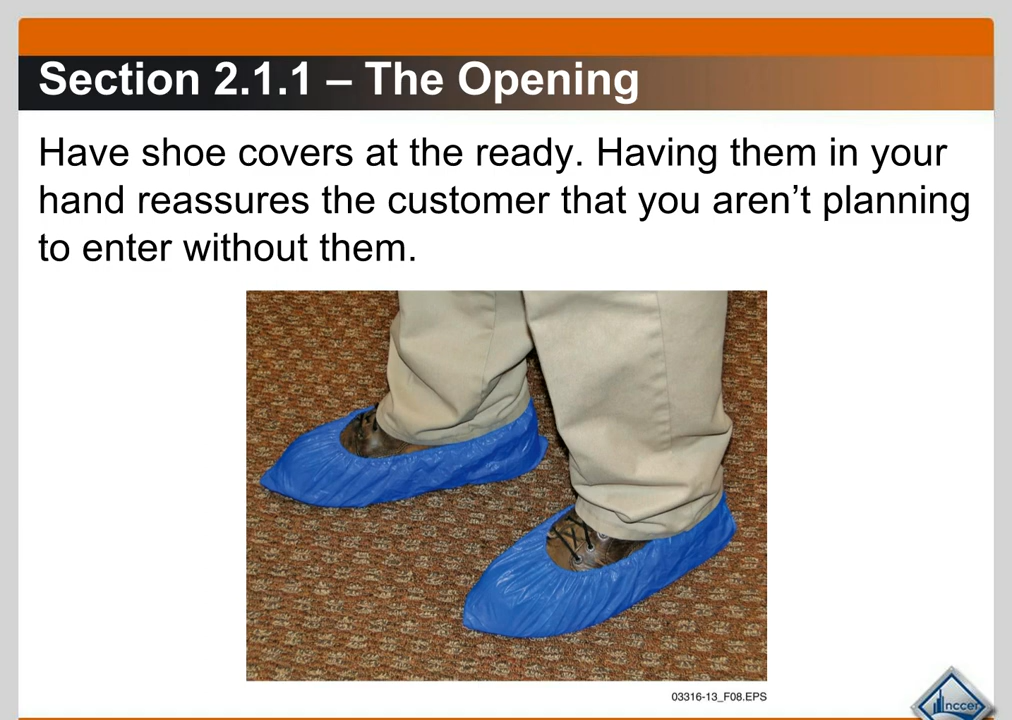 Section 2.1.1 – The Opening
Have shoe covers at the ready. Having them in your
hand reassures the customer that you aren’t planning
to enter without them.
03316-13_F08.EPS
nccer